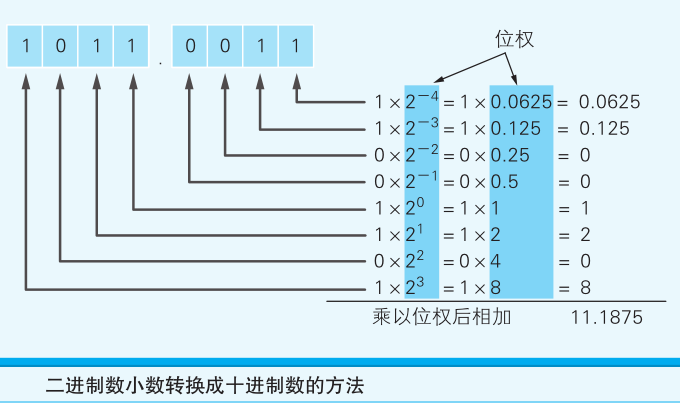 1 0 1 1 . 0 0 1 1
位权
1 × 2⁻⁴ = 1 × 0.0625 = 0.0625
1 × 2⁻³ = 1 × 0.125 = 0.125
0 × 2⁻² = 0 × 0.25 = 0
0 × 2⁻¹ = 0 × 0.5 = 0
1 × 2⁰ = 1 × 1 = 1
1 × 2¹ = 1 × 2 = 2
0 × 2² = 0 × 4 = 0
1 × 2³ = 1 × 8 = 8
乘以位权后相加 11.1875
二进制数小数转换成十进制数的方法